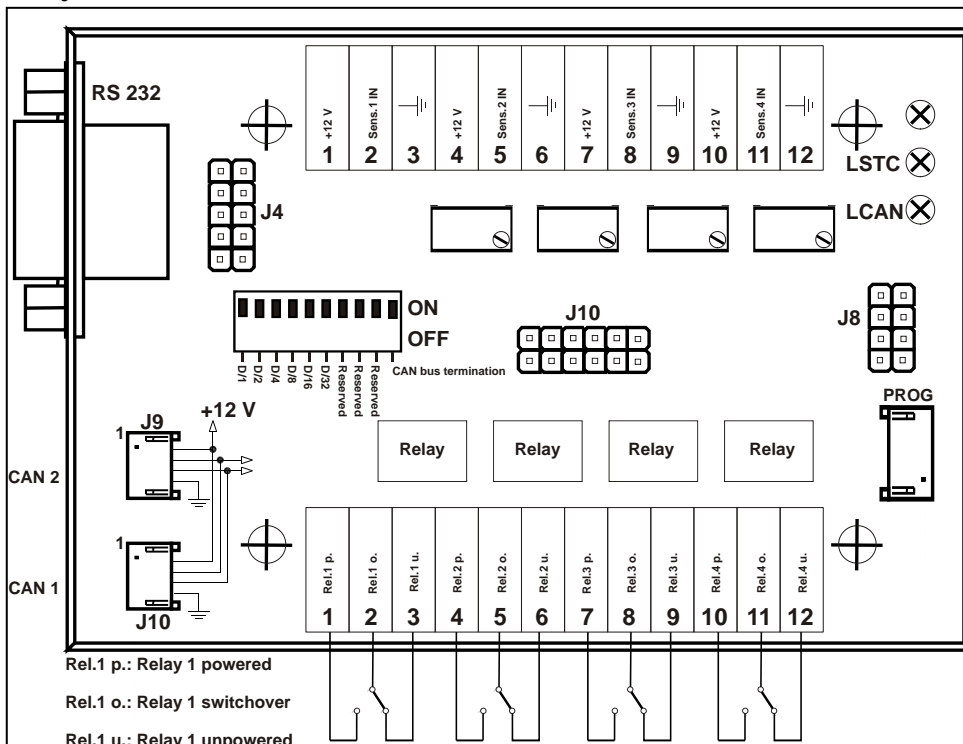 RS 232
+12 V
Sens.1 IN
+12 V
Sens.2 IN
+12 V
Sens.3 IN
+12 V
Sens.4 IN
1 2 3 4 5 6 7 8 9 10 11 12
LSTC
LCAN
J4
ON
OFF
J10
J8
D/1
D/2
D/4
D/8
D/16
D/32
Reserved
Reserved
Reserved
CAN bus termination
PROG
+12 V
J9
1
CAN 2
Relay Relay Relay Relay
1
CAN 1
J10
Rel.1 p.
Rel.1 o.
Rel.1 u.
Rel.2 p.
Rel.2 o.
Rel.2 u.
Rel.3 p.
Rel.3 o.
Rel.3 u.
Rel.4 p.
Rel.4 o.
Rel.4 u.
1 2 3 4 5 6 7 8 9 10 11 12
Rel.1 p.: Relay 1 powered
Rel.1 o.: Relay 1 switchover
Rel.1 u.: Relay 1 unpowered